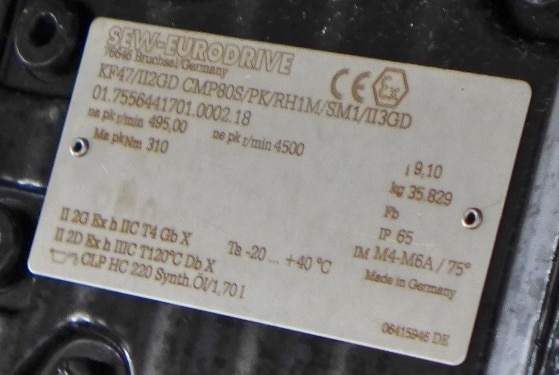 SEW-EURODRIVE
76646 Bruchsal/Germany
CE Ex
KF47/II2GD CMP80S/PK/RH1M/SM1/II3GD
01.7556441701.0002.18
na pk r/min 495,00 ne pk r/min 4500
Ma pk Nm 310
i 9,10
kg 35.829
Fb
IP 65
IM M4-M6A / 75°
Made in Germany
II 2G Ex h IIC T4 Gb X
II 2D Ex h IIIC T120°C Db X
Ta -20 ... +40 °C
CLP HC 220 Synth.Öl/1,70 l
06415946 DE